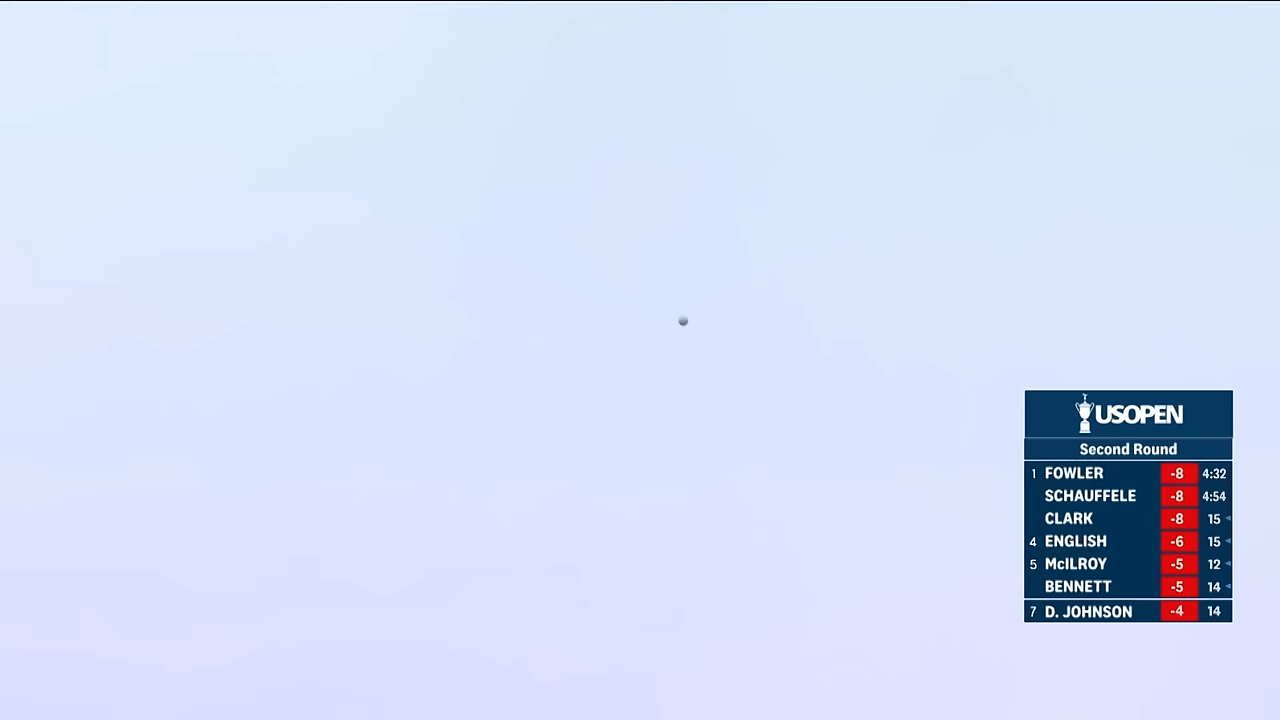 USOPEN
Second Round
1 FOWLER -8 4:32
SCHAUFFELE -8 4:54
CLARK -8 15
4 ENGLISH -6 15
5 McILROY -5 12
BENNETT -5 14
7 D. JOHNSON -4 14